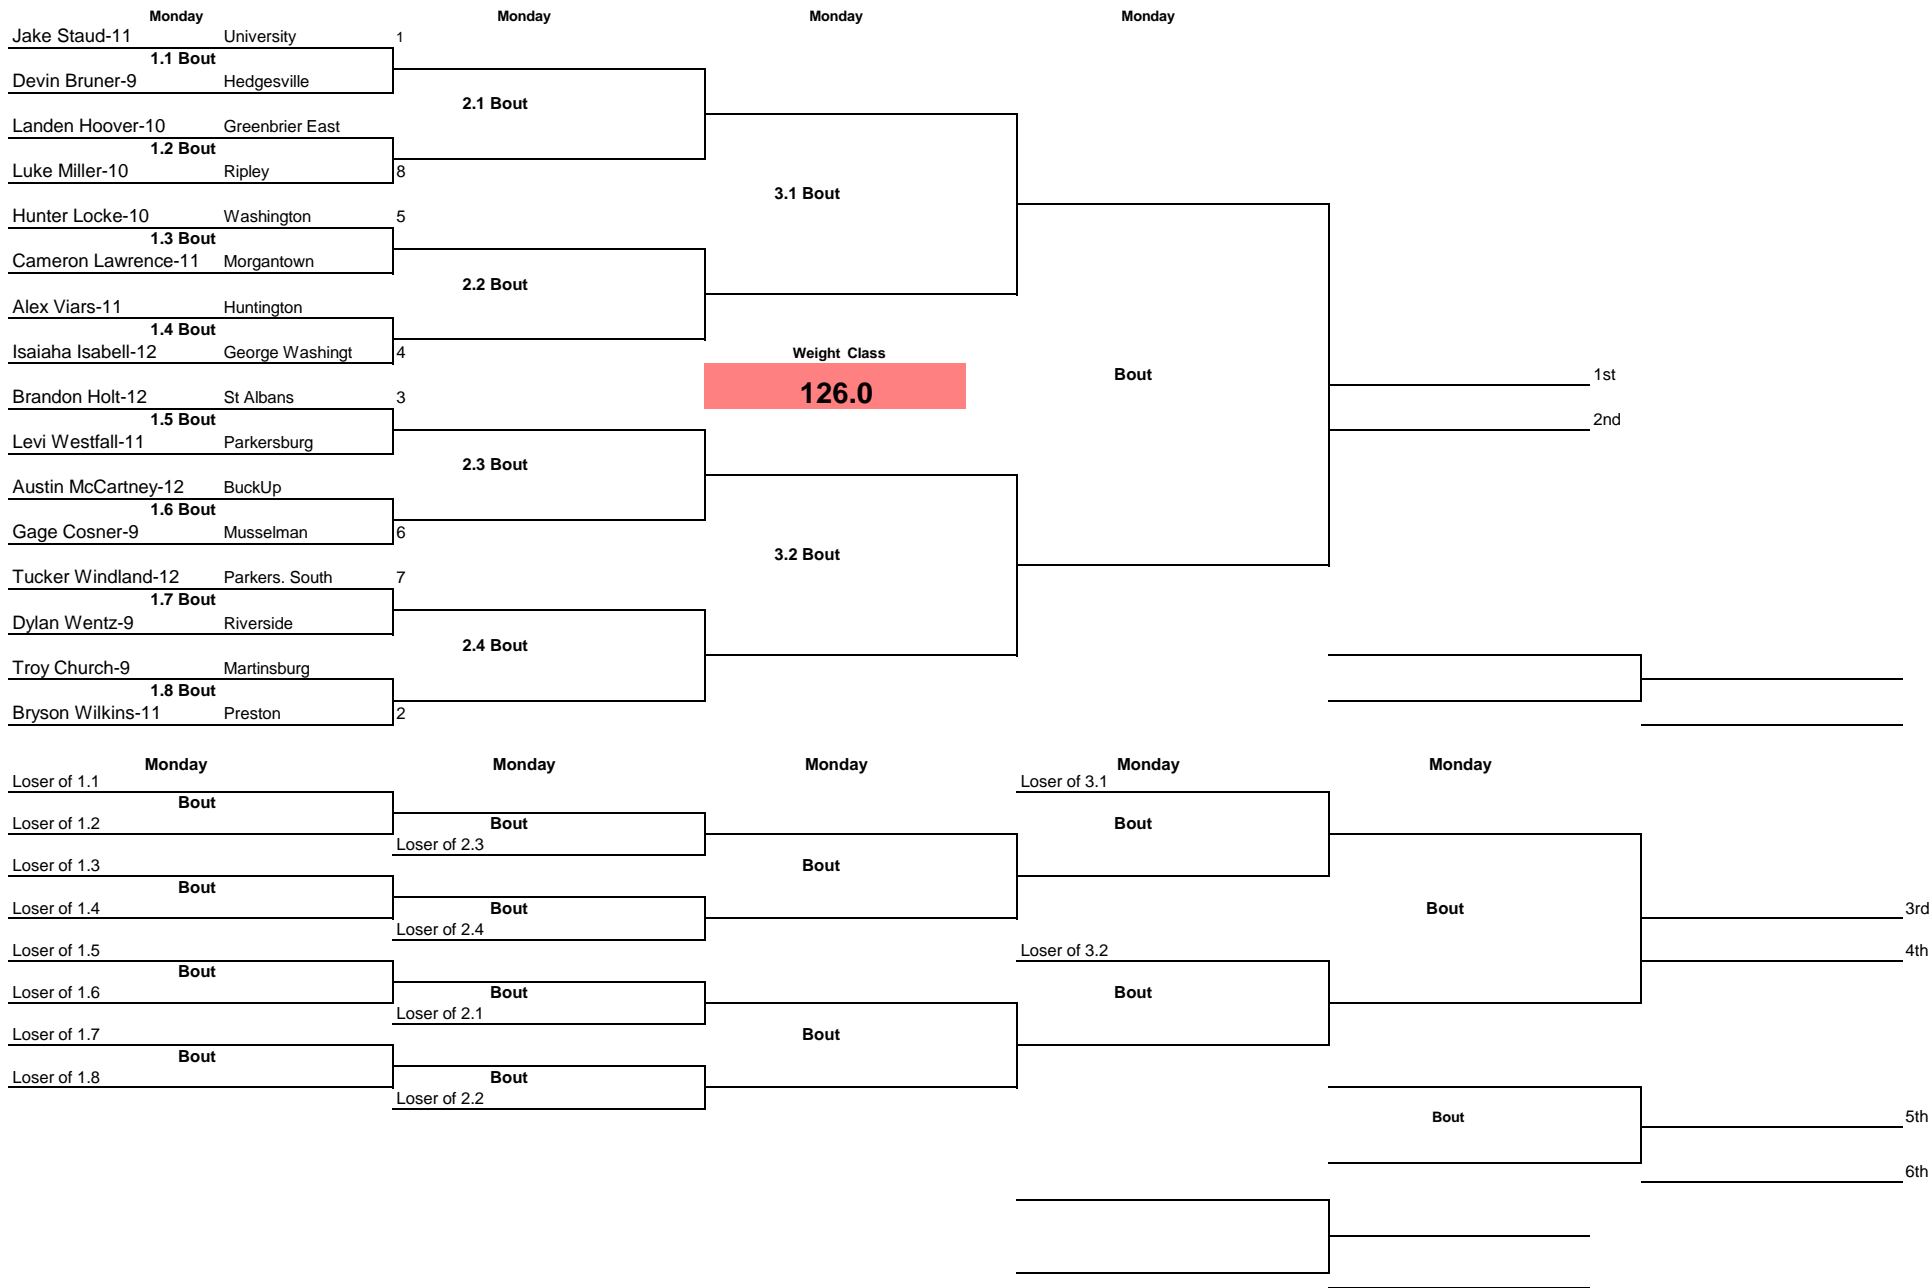 Monday Monday Monday Monday
Jake Staud-11 University 1
1.1 Bout
Devin Bruner-9 Hedgesville
2.1 Bout
Landen Hoover-10 Greenbrier East
1.2 Bout
Luke Miller-10 Ripley 8
3.1 Bout
Hunter Locke-10 Washington 5
1.3 Bout
Cameron Lawrence-11 Morgantown
2.2 Bout
Alex Viars-11 Huntington
1.4 Bout
Isaiaha Isabell-12 George Washingt 4
Weight Class
126.0
Bout
1st
Brandon Holt-12 St Albans 3
1.5 Bout
2nd
Levi Westfall-11 Parkersburg
2.3 Bout
Austin McCartney-12 BuckUp
1.6 Bout
Gage Cosner-9 Musselman 6
3.2 Bout
Tucker Windland-12 Parkers. South 7
1.7 Bout
Dylan Wentz-9 Riverside
2.4 Bout
Troy Church-9 Martinsburg
1.8 Bout
Bryson Wilkins-11 Preston 2
Monday Monday Monday Monday Monday
Loser of 1.1 Loser of 3.1
Bout
Loser of 1.2 Bout Bout
Loser of 2.3
Loser of 1.3 Bout
Bout
Loser of 1.4 Bout Bout 3rd
Loser of 2.4
Loser of 1.5 Loser of 3.2 4th
Bout
Loser of 1.6 Bout Bout
Loser of 2.1
Loser of 1.7 Bout
Bout
Loser of 1.8 Bout
Loser of 2.2
Bout 5th
6th